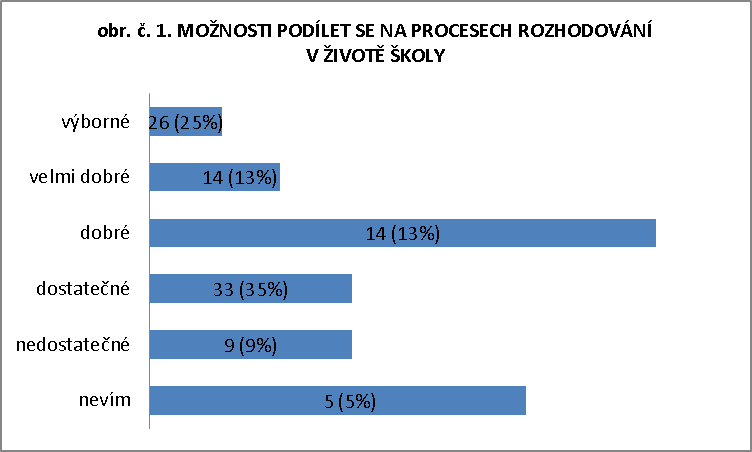 obr. č. 1. MOŽNOSTI PODÍLET SE NA PROCESECH ROZHODOVÁNÍ
V ŽIVOTĚ ŠKOLY
výborné 26 (25%)
velmi dobré 14 (13%)
dobré 14 (13%)
dostatečné 33 (35%)
nedostatečné 9 (9%)
nevím 5 (5%)